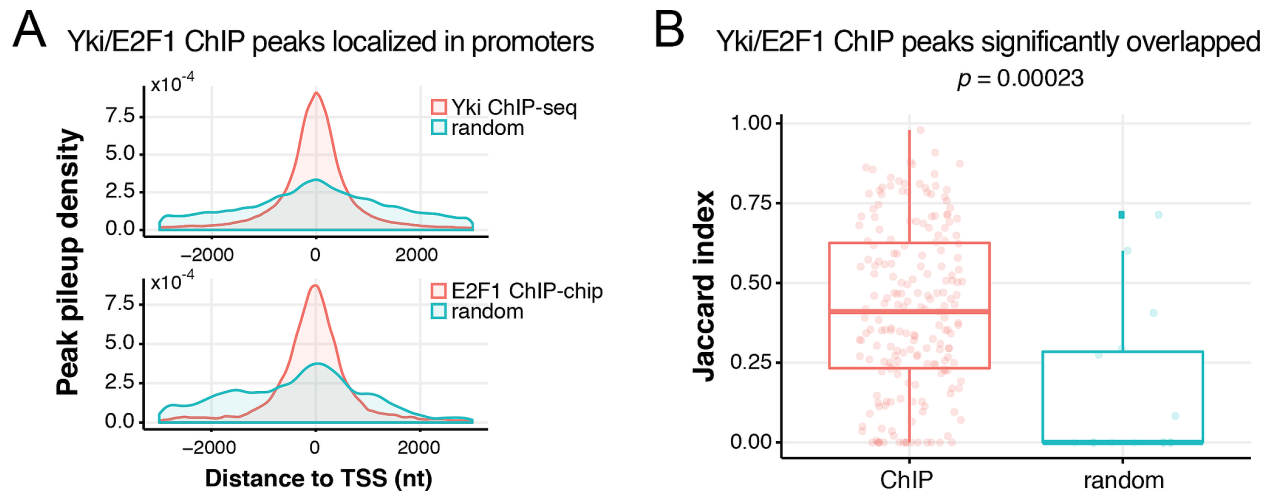 A
Yki/E2F1 ChIP peaks localized in promoters
x10-4
7.5
5.0
2.5
0.0
Yki ChIP-seq
random
−2000
0
2000
x10-4
7.5
5.0
2.5
0.0
E2F1 ChIP-chip
random
−2000
0
2000
Peak pileup density
Distance to TSS (nt)
B
Yki/E2F1 ChIP peaks significantly overlapped
p = 0.00023
1.00
0.75
0.50
0.25
0.00
Jaccard index
ChIP
random